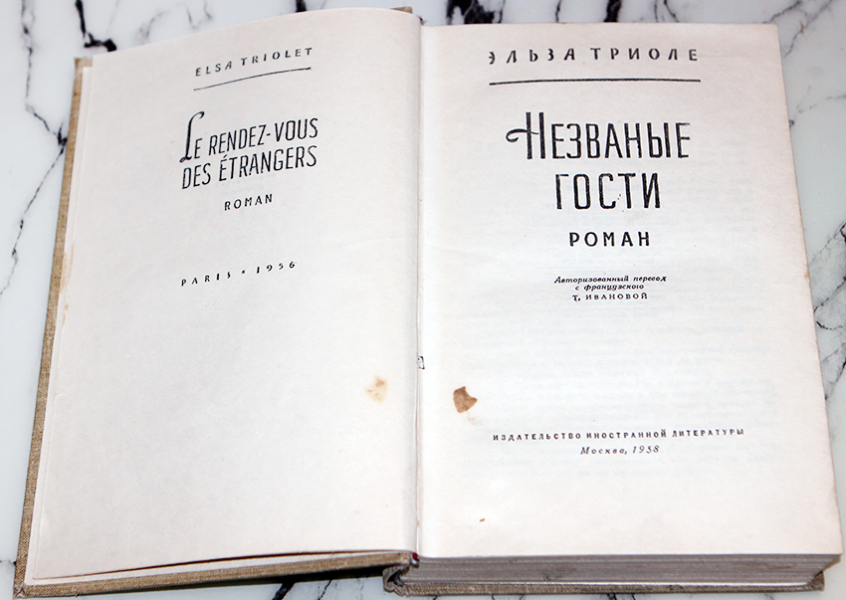 ELSA TRIOLET
LE RENDEZ-VOUS
DES ÉTRANGERS
ROMAN
PARIS • 1956
ЭЛЬЗА ТРИОЛЕ
НЕЗВАНЫЕ
ГОСТИ
РОМАН
Авторизованный перевод
с французского
Т. ИВАНОВОЙ
ИЗДАТЕЛЬСТВО ИНОСТРАННОЙ ЛИТЕРАТУРЫ
Москва, 1958